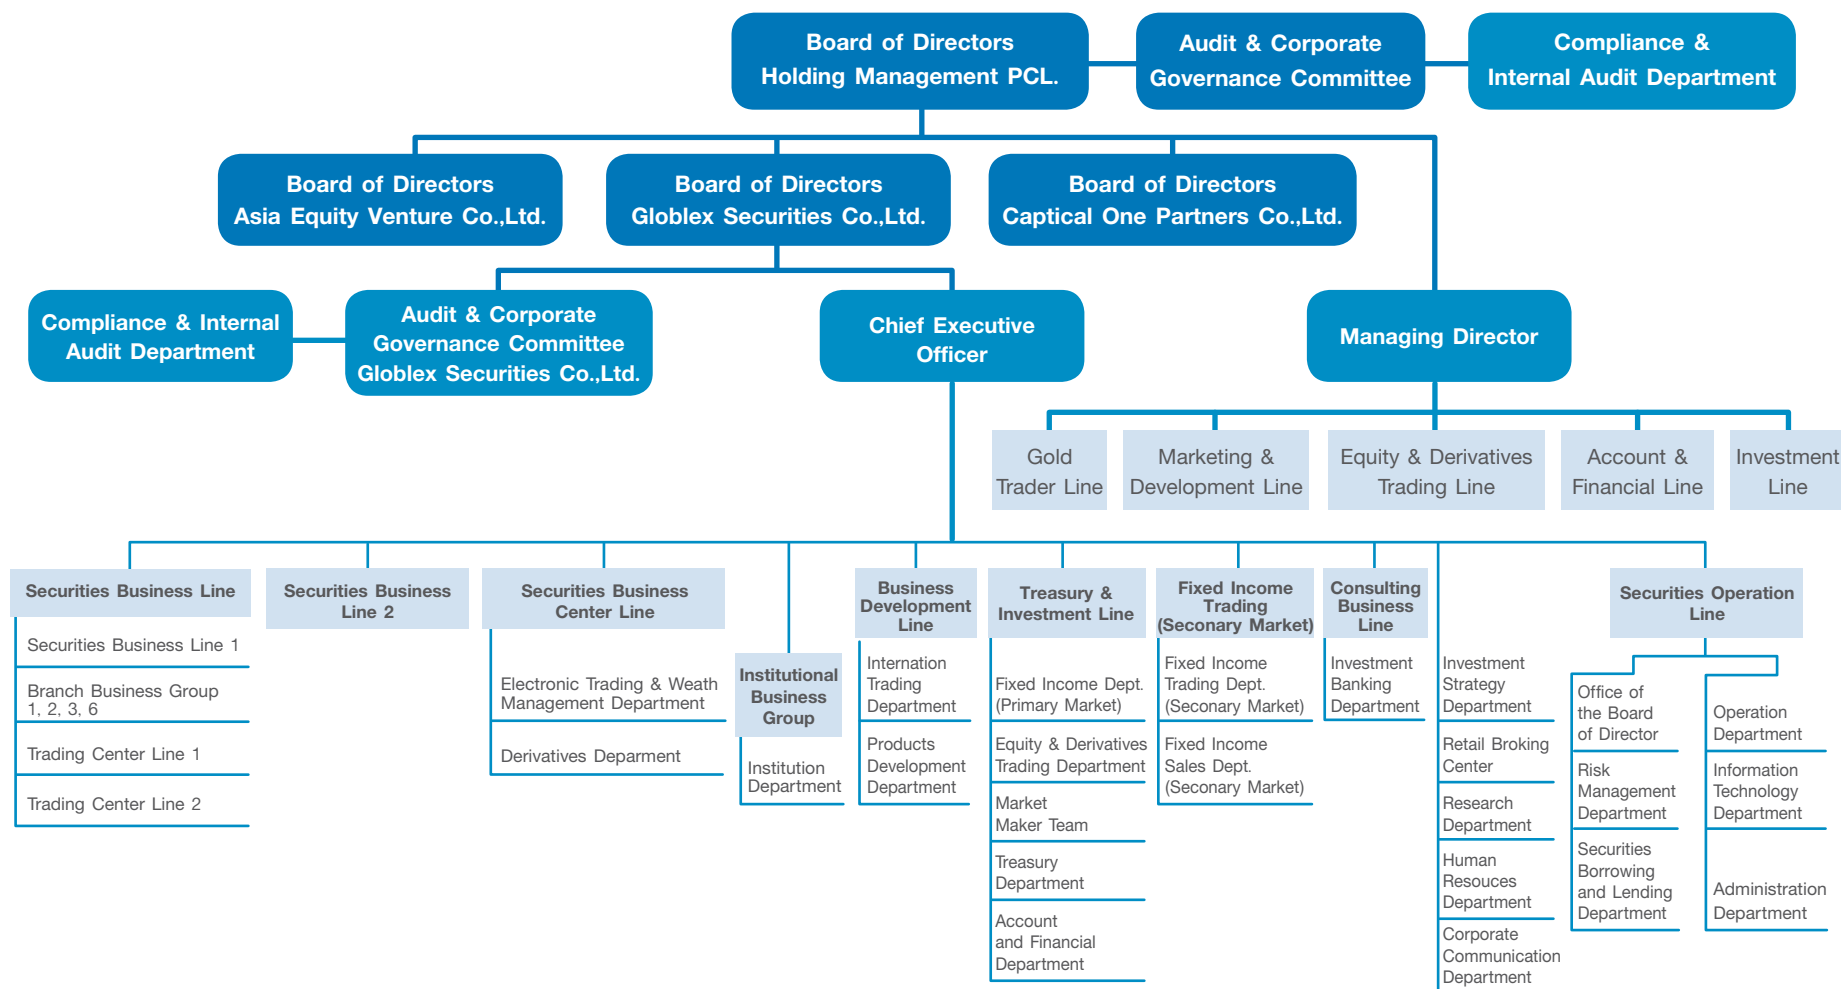 Board of Directors
Holding Management PCL.
Audit & Corporate
Governance Committee
Compliance &
Internal Audit Department
Board of Directors
Asia Equity Venture Co.,Ltd.
Board of Directors
Globlex Securities Co.,Ltd.
Board of Directors
Captical One Partners Co.,Ltd.
Compliance & Internal
Audit Department
Audit & Corporate
Governance Committee
Globlex Securities Co.,Ltd.
Chief Executive
Officer
Managing Director
Gold
Trader Line
Marketing &
Development Line
Equity & Derivatives
Trading Line
Account &
Financial Line
Investment
Line
Securities Business Line
Securities Business Line 1
Branch Business Group
1, 2, 3, 6
Trading Center Line 1
Trading Center Line 2
Securities Business
Line 2
Securities Business
Center Line
Electronic Trading & Weath
Management Department
Derivatives Deparment
Institutional
Business
Group
Institution
Department
Business
Development
Line
Internation
Trading
Department
Products
Development
Department
Treasury &
Investment Line
Fixed Income Dept.
(Primary Market)
Equity & Derivatives
Trading Department
Market
Maker Team
Treasury
Department
Account
and Financial
Department
Fixed Income
Trading
(Seconary Market)
Fixed Income
Trading Dept.
(Seconary Market)
Fixed Income
Sales Dept.
(Seconary Market)
Consulting
Business
Line
Investment
Banking
Department
Investment
Strategy
Department
Retail Broking
Center
Research
Department
Human
Resouces
Department
Corporate
Communication
Department
Securities Operation
Line
Office of
the Board
of Director
Risk
Management
Department
Securities
Borrowing
and Lending
Department
Operation
Department
Information
Technology
Department
Administration
Department